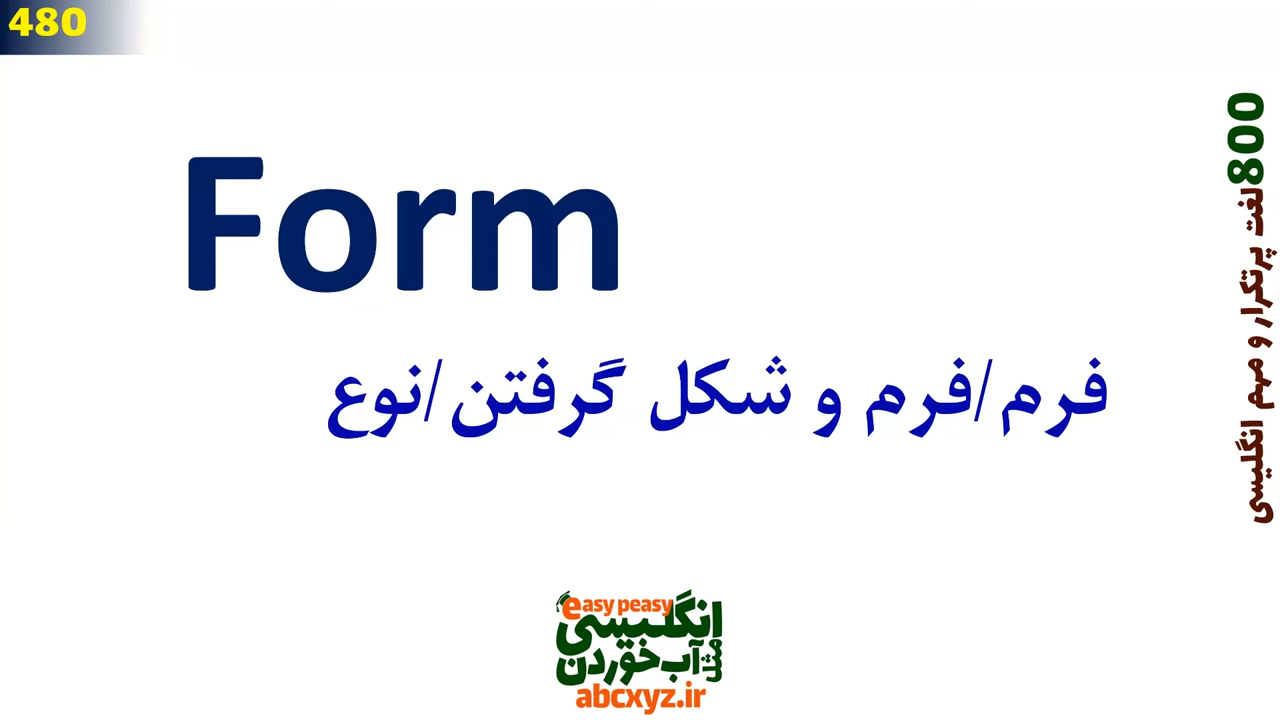 480
Form
فرم/فرم و شکل گرفتن/نوع
800 لغت پرتکرار و مهم انگلیسی
easy peasy
انگلیسی
مثل آب خوردن
abcxyz.ir